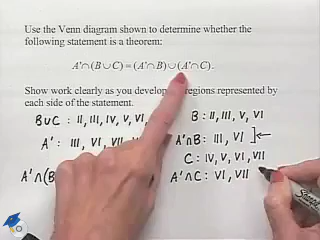 Use the Venn diagram shown to determine whether the
following statement is a theorem:
A'∩(B∪C)=(A'∩B)∪(A'∩C).
Show work clearly as you develop regions represented by
each side of the statement.
B∪C : II, III, IV, V, VI,
B : II, III, V, VI
A' : III, VI, VII
A'∩B: III, VI
C : IV, V, VI, VII
A'∩(B
A'∩C: VI, VII
Sharpie